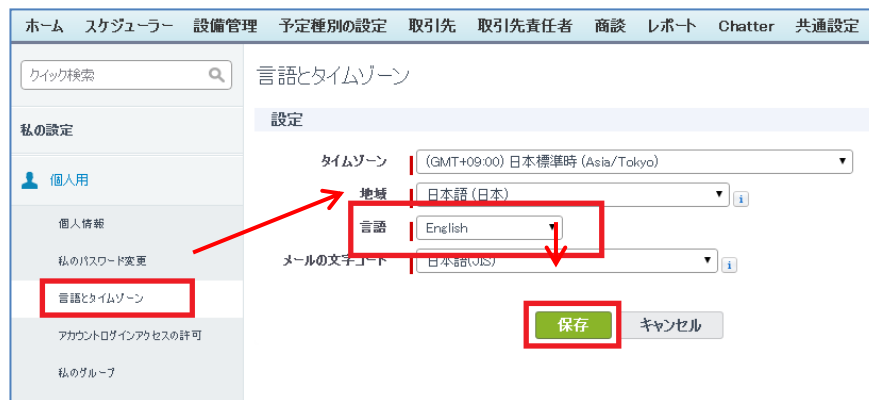 ホーム スケジューラー 設備管理 予定種別の設定 取引先 取引先責任者 商談 レポート Chatter 共通設定
クイック検索
言語とタイムゾーン
私の設定
設定
タイムゾーン (GMT+09:00) 日本標準時 (Asia/Tokyo)
個人用
地域 日本語 (日本)
個人情報
言語 English
私のパスワード変更
メールの文字コード 日本語(JIS)
言語とタイムゾーン
保存 キャンセル
アカウントログインアクセスの許可
私のグループ